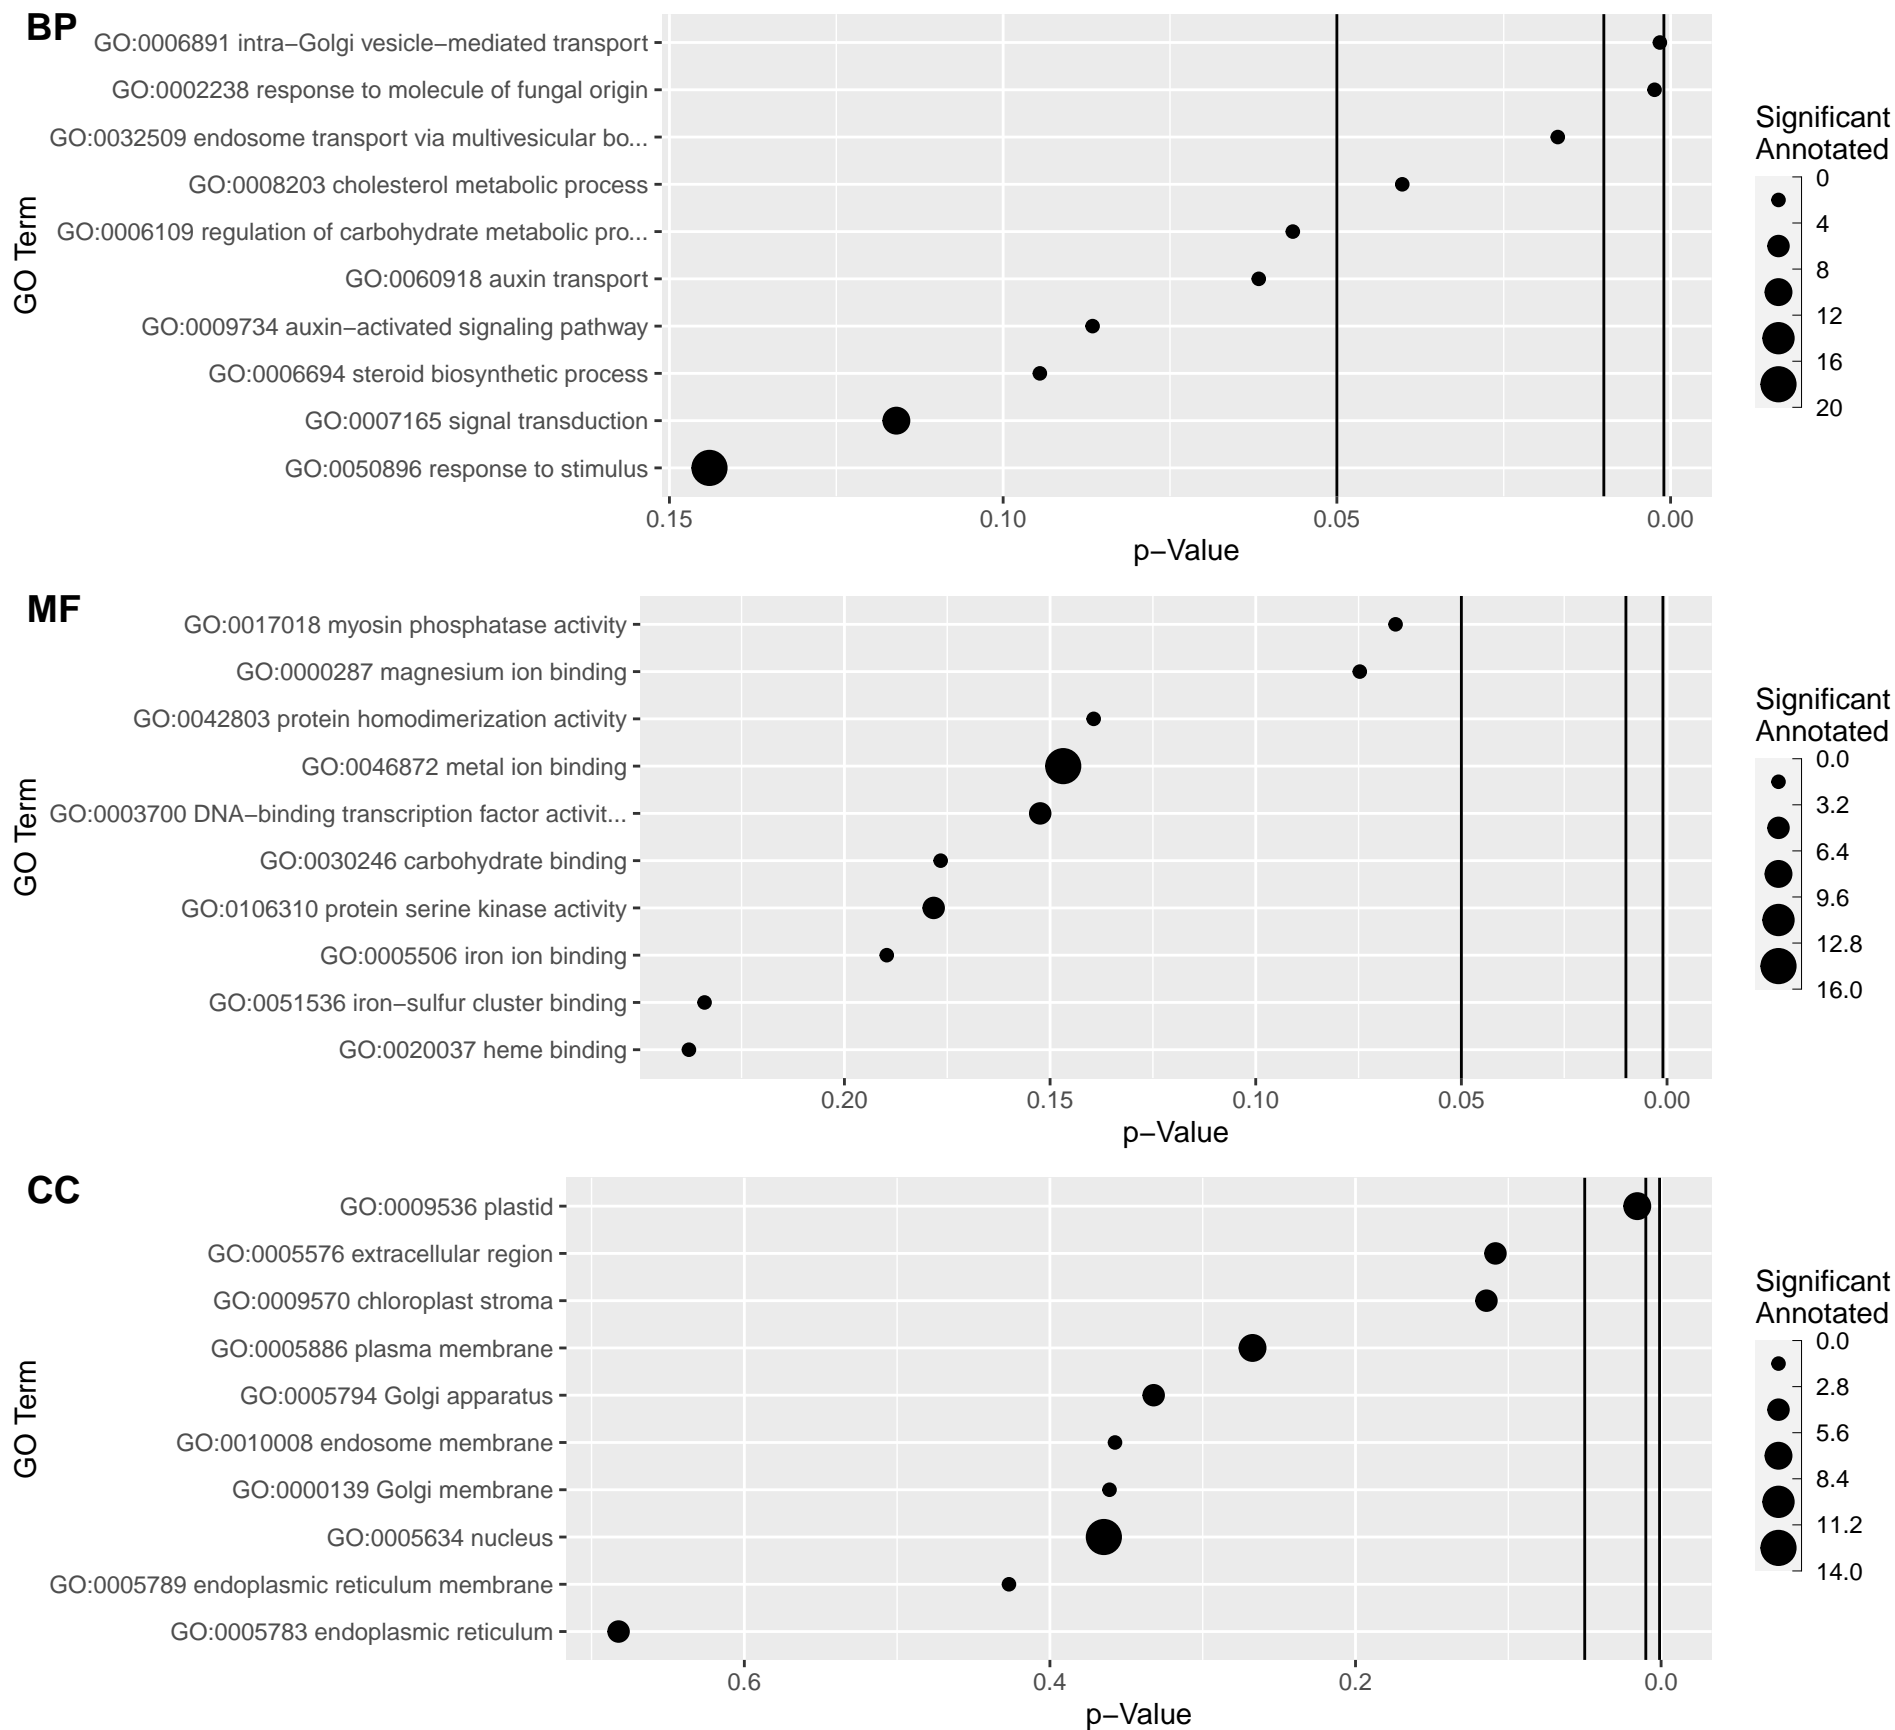 BP
GO:0006891 intra−Golgi vesicle−mediated transport
GO:0002238 response to molecule of fungal origin
GO:0032509 endosome transport via multivesicular bo...
GO:0008203 cholesterol metabolic process
GO:0006109 regulation of carbohydrate metabolic pro...
GO:0060918 auxin transport
GO:0009734 auxin−activated signaling pathway
GO:0006694 steroid biosynthetic process
GO:0007165 signal transduction
GO:0050896 response to stimulus
GO Term
0.15 0.10 0.05 0.00
p−Value
Significant
Annotated
0
4
8
12
16
20
MF
GO:0017018 myosin phosphatase activity
GO:0000287 magnesium ion binding
GO:0042803 protein homodimerization activity
GO:0046872 metal ion binding
GO:0003700 DNA−binding transcription factor activit...
GO:0030246 carbohydrate binding
GO:0106310 protein serine kinase activity
GO:0005506 iron ion binding
GO:0051536 iron−sulfur cluster binding
GO:0020037 heme binding
GO Term
0.20 0.15 0.10 0.05 0.00
p−Value
Significant
Annotated
0.0
3.2
6.4
9.6
12.8
16.0
CC
GO:0009536 plastid
GO:0005576 extracellular region
GO:0009570 chloroplast stroma
GO:0005886 plasma membrane
GO:0005794 Golgi apparatus
GO:0010008 endosome membrane
GO:0000139 Golgi membrane
GO:0005634 nucleus
GO:0005789 endoplasmic reticulum membrane
GO:0005783 endoplasmic reticulum
GO Term
0.6 0.4 0.2 0.0
p−Value
Significant
Annotated
0.0
2.8
5.6
8.4
11.2
14.0